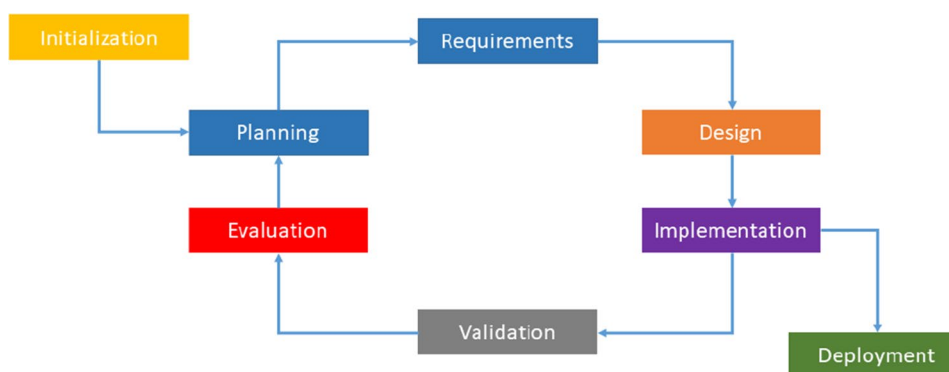 Initialization
Requirements
Planning
Design
Evaluation
Implementation
Validation
Deployment